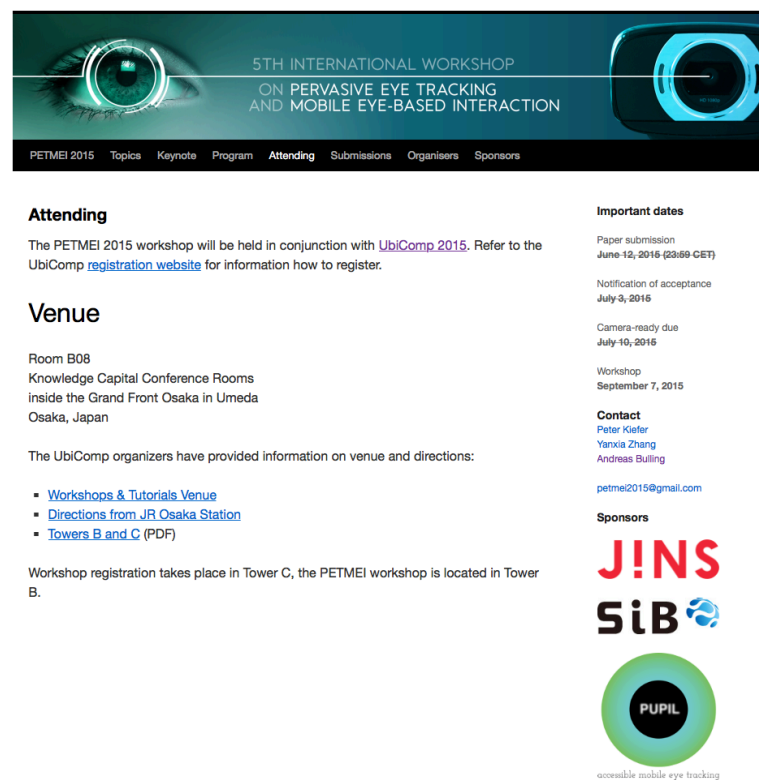 5TH INTERNATIONAL WORKSHOP
ON PERVASIVE EYE TRACKING
AND MOBILE EYE-BASED INTERACTION
PETMEI 2015 Topics Keynote Program Attending Submissions Organisers Sponsors
Attending
The PETMEI 2015 workshop will be held in conjunction with UbiComp 2015. Refer to the
UbiComp registration website for information how to register.
Venue
Room B08
Knowledge Capital Conference Rooms
inside the Grand Front Osaka in Umeda
Osaka, Japan
The UbiComp organizers have provided information on venue and directions:
Workshops & Tutorials Venue
Directions from JR Osaka Station
Towers B and C (PDF)
Workshop registration takes place in Tower C, the PETMEI workshop is located in Tower
B.
Important dates
Paper submission
June 12, 2015 (23:59 CET)
Notification of acceptance
July 3, 2015
Camera-ready due
July 10, 2015
Workshop
September 7, 2015
Contact
Peter Kiefer
Yanxia Zhang
Andreas Bulling
petmei2015@gmail.com
Sponsors
J!NS
SiB
PUPIL
accessible mobile eye tracking